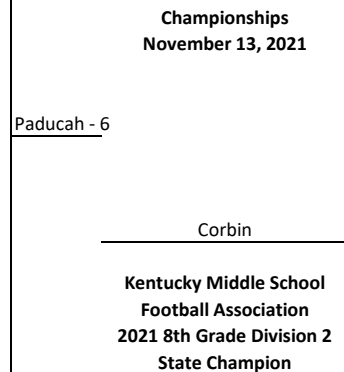 Championships
November 13, 2021
Paducah - 6
Corbin
Kentucky Middle School
Football Association
2021 8th Grade Division 2
State Champion